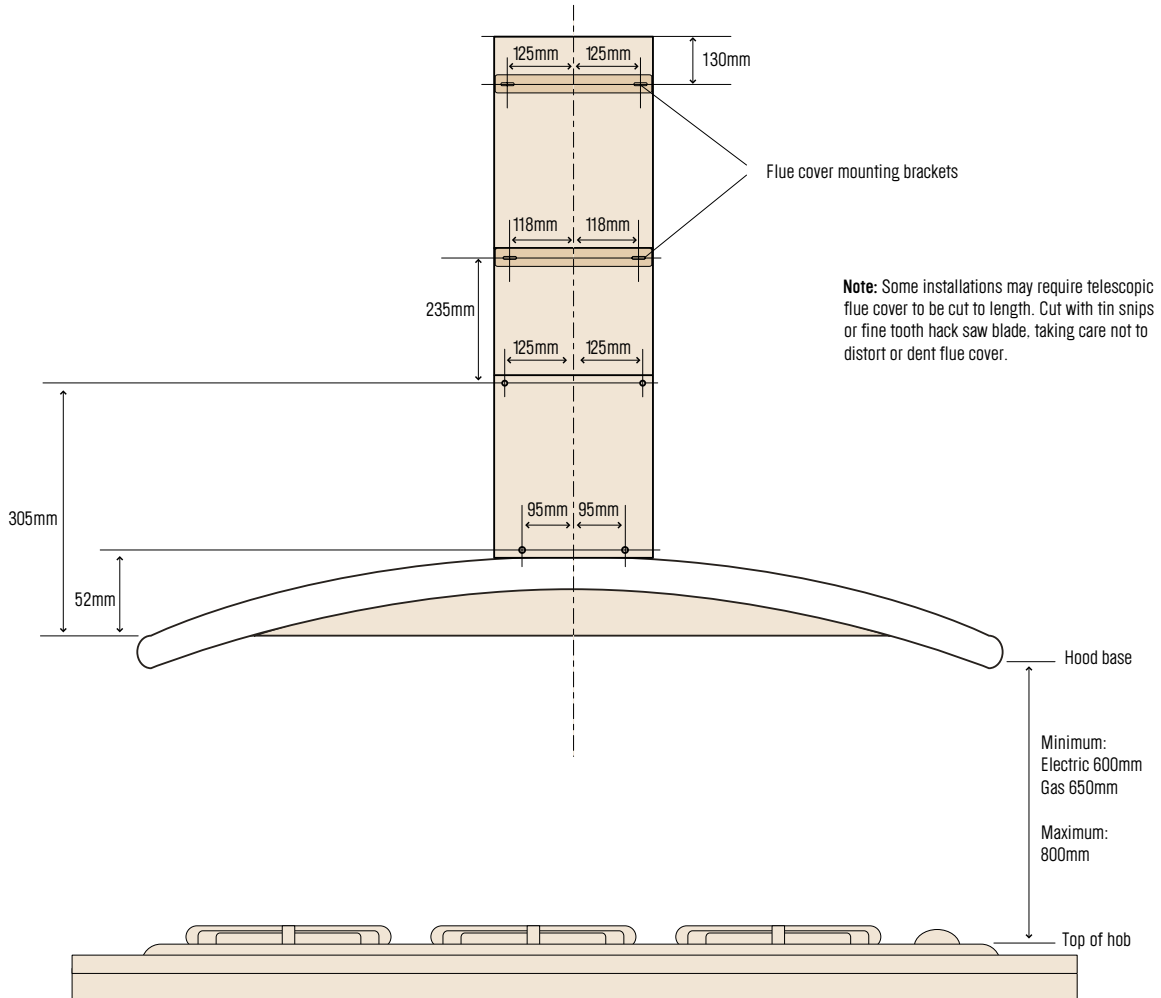 125mm
125mm
130mm
Flue cover mounting brackets
118mm
118mm
Note: Some installations may require telescopic
flue cover to be cut to length. Cut with tin snips
or fine tooth hack saw blade, taking care not to
distort or dent flue cover.
235mm
125mm
125mm
305mm
95mm
95mm
52mm
Hood base
Minimum:
Electric 600mm
Gas 650mm
Maximum:
800mm
Top of hob